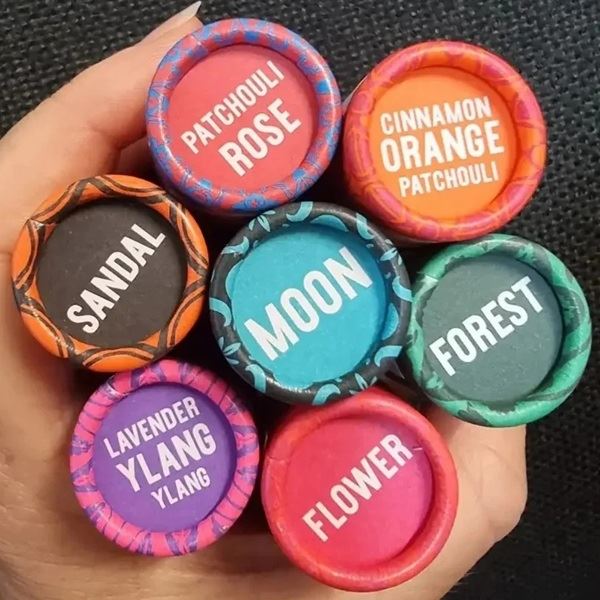 PATCHOULI
ROSE
CINNAMON
ORANGE
PATCHOULI
SANDAL
MOON
FOREST
LAVENDER
YLANG
YLANG
FLOWER